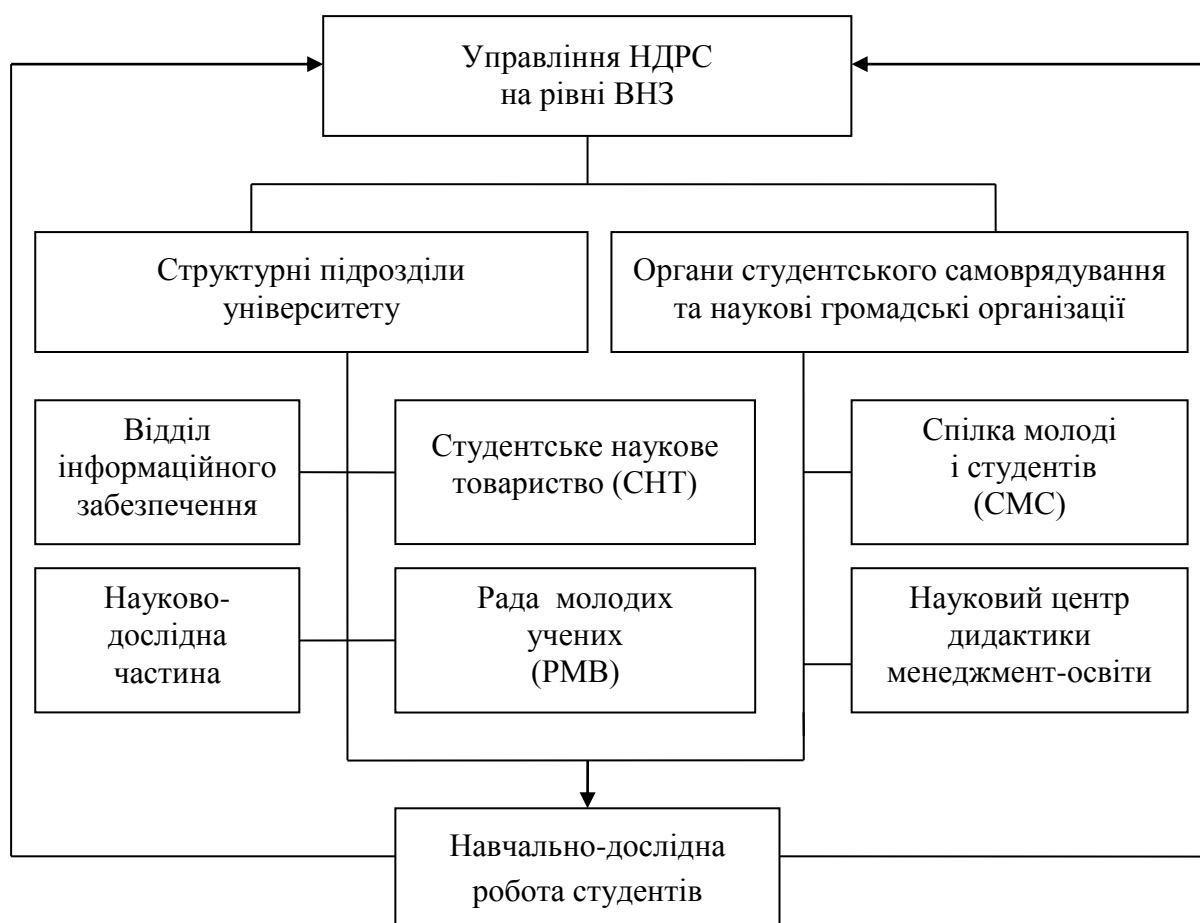 Управління НДРС
на рівні ВНЗ
Структурні підрозділи
університету
Органи студентського самоврядування
та наукові громадські організації
Відділ
інформаційного
забезпечення
Студентське наукове
товариство (СНТ)
Спілка молоді
і студентів
(СМС)
Науково-
дослідна
частина
Рада молодих
учених
(РМВ)
Науковий центр
дидактики
менеджмент-освіти
Навчально-дослідна
робота студентів